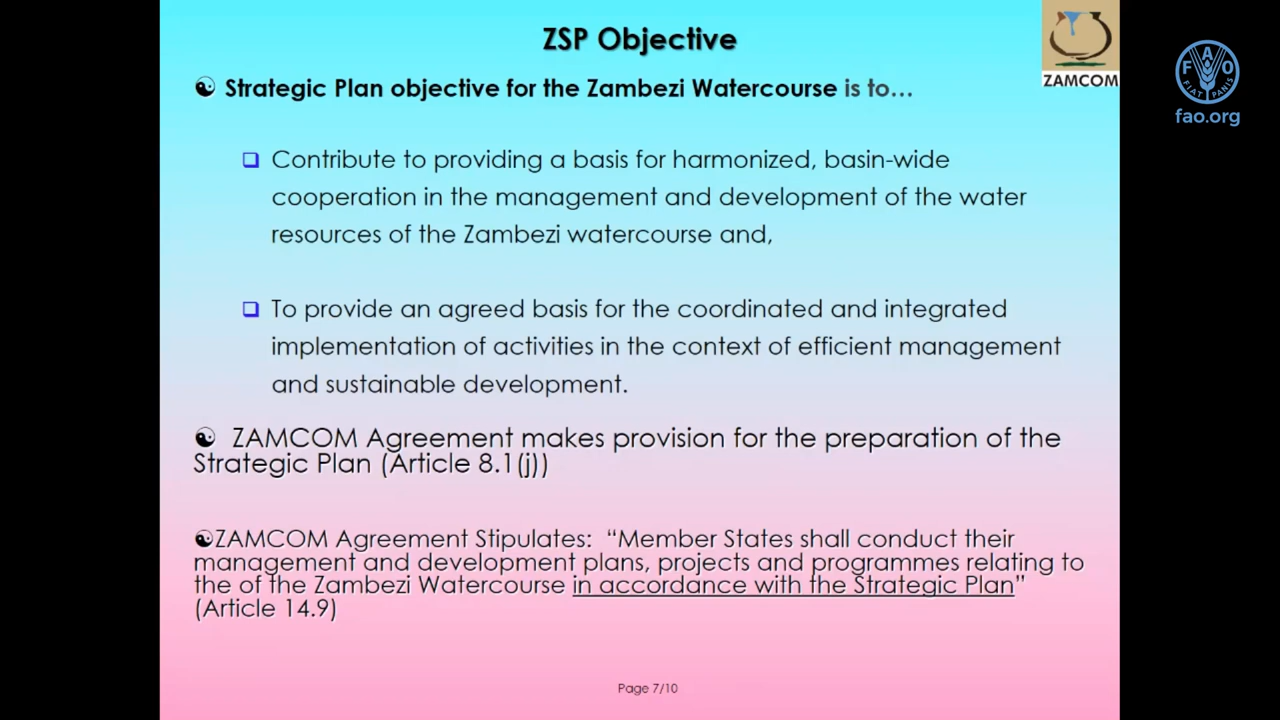 ZSP Objective
ZAMCOM
FAO
FIAT PANIS
fao.org
Strategic Plan objective for the Zambezi Watercourse is to…
Contribute to providing a basis for harmonized, basin-wide
cooperation in the management and development of the water
resources of the Zambezi watercourse and,
To provide an agreed basis for the coordinated and integrated
implementation of activities in the context of efficient management
and sustainable development.
ZAMCOM Agreement makes provision for the preparation of the
Strategic Plan (Article 8.1(j))
ZAMCOM Agreement Stipulates: “Member States shall conduct their
management and development plans, projects and programmes relating to
the of the Zambezi Watercourse in accordance with the Strategic Plan”
(Article 14.9)
Page 7/10